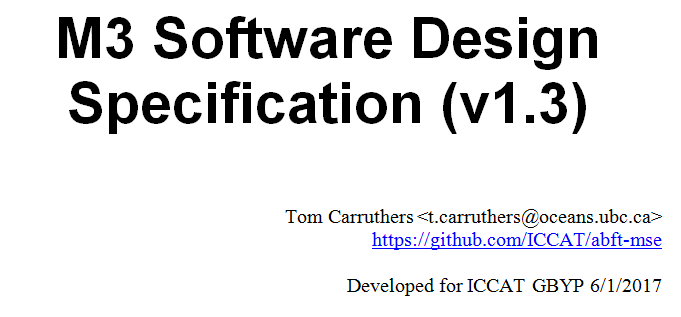 M3 Software Design
Specification (v1.3)
Tom Carruthers <t.carruthers@oceans.ubc.ca>
https://github.com/ICCAT/abft-mse
Developed for ICCAT GBYP 6/1/2017